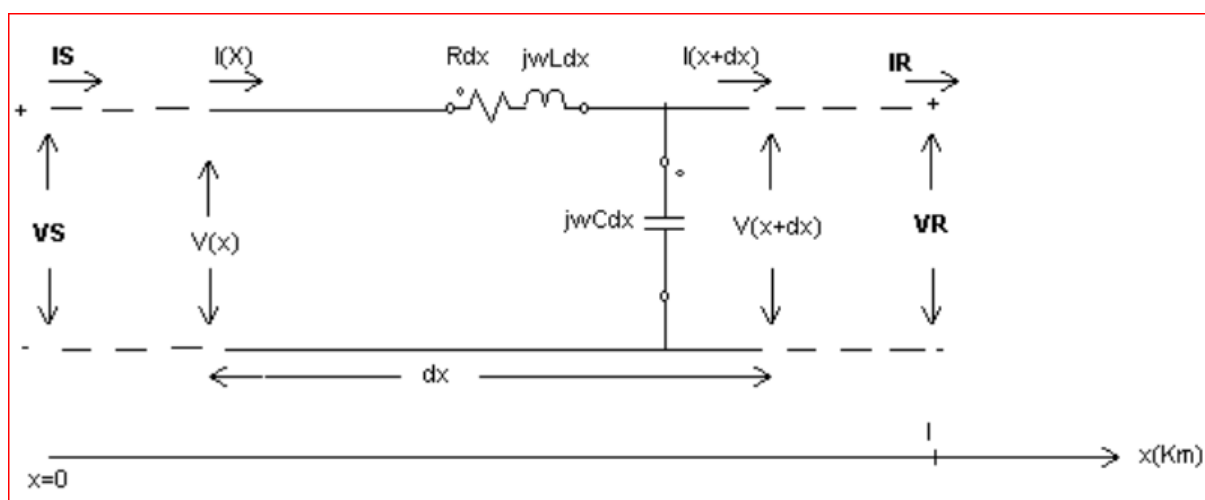 IS
I(X)
Rdx
jwLdx
I(x+dx)
IR
+
+
VS
V(x)
jwCdx
V(x+dx)
VR
-
-
dx
l
x=0
x(Km)